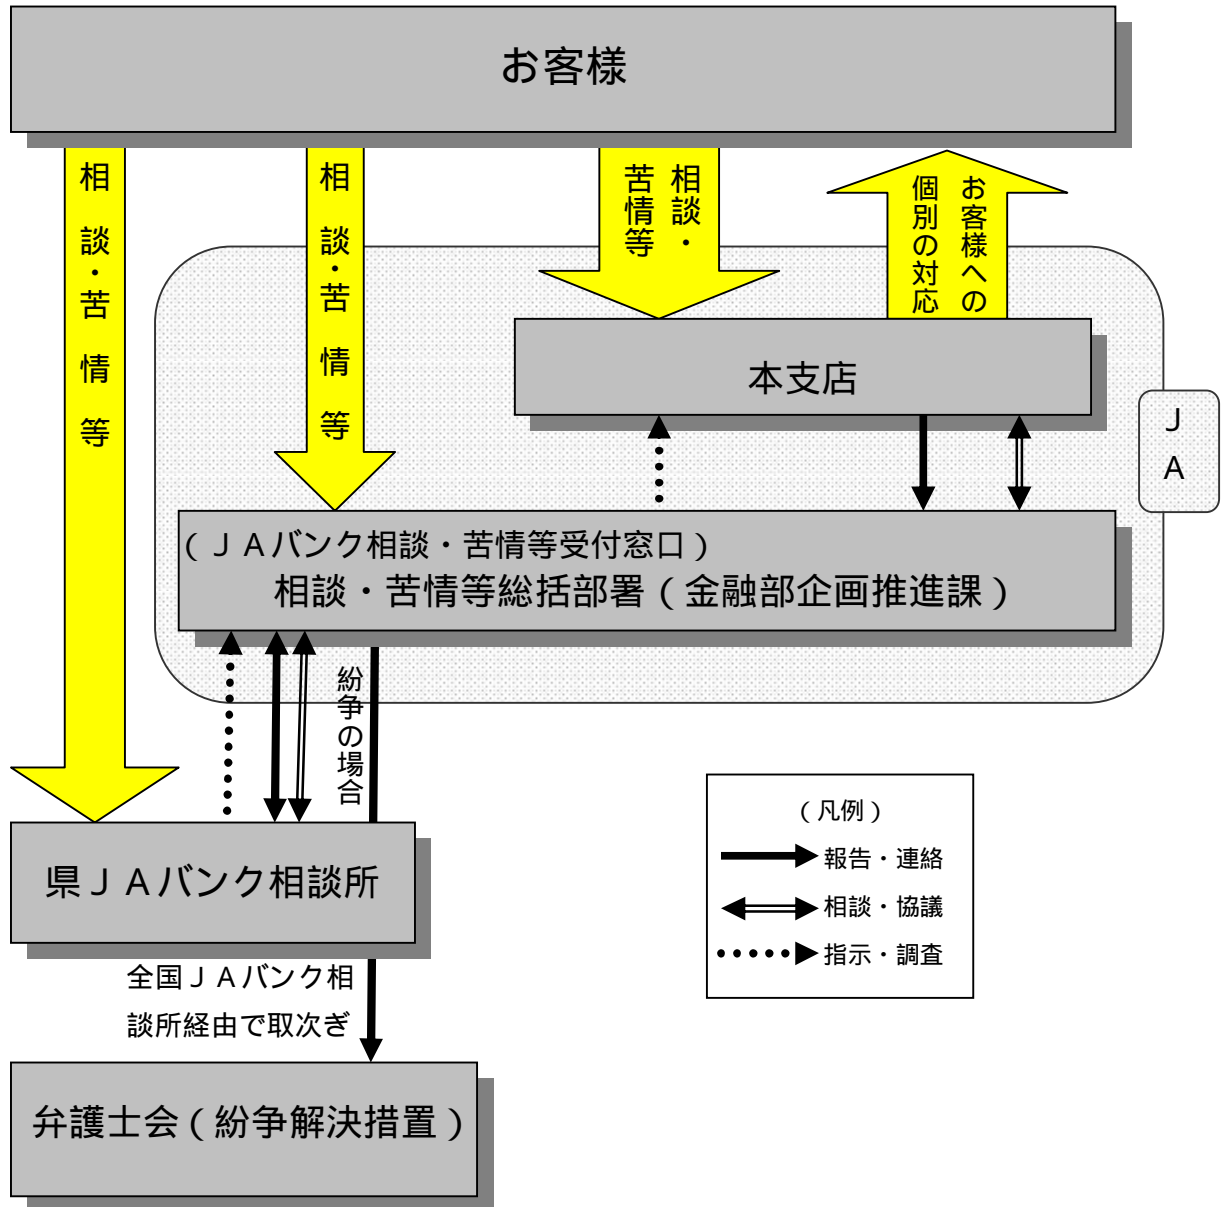 お客様
相談・苦情等
相談・苦情等
相談・
苦情等
お客様への
個別の対応
本支店
ＪＡ
（ＪＡバンク相談・苦情等受付窓口）
相談・苦情等総括部署（金融部企画推進課）
紛争の場合
県ＪＡバンク相談所
全国ＪＡバンク相
談所経由で取次ぎ
弁護士会（紛争解決措置）
（凡例）
報告・連絡
相談・協議
指示・調査